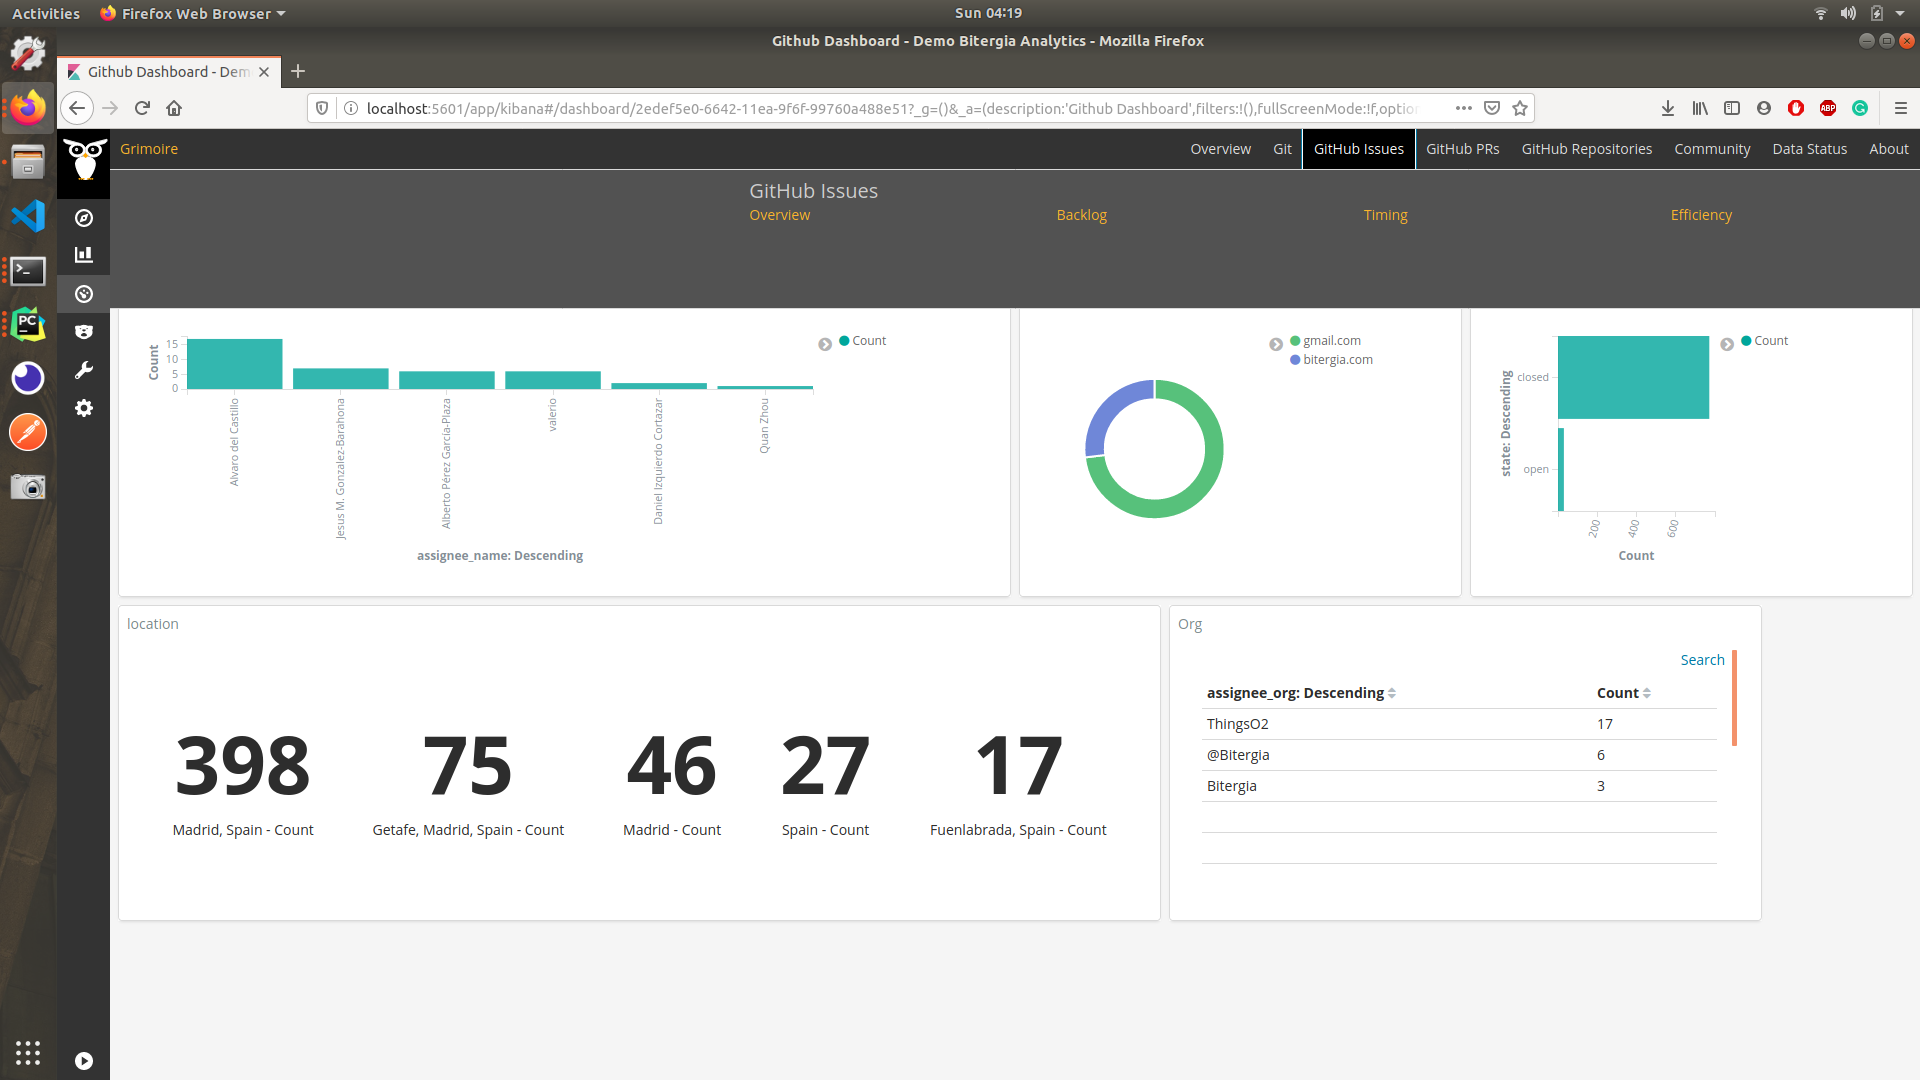 Activities
Firefox Web Browser
Sun 04:19
Github Dashboard - Demo Bitergia Analytics - Mozilla Firefox
Github Dashboard - Dem
localhost:5601/app/kibana#/dashboard/2edef5e0-6642-11ea-9f6f-99760a488e51?_g=()&_a=(description:'Github Dashboard',filters:!(),fullScreenMode:!f,optio
ABP
Grimoire
Overview
Git
GitHub Issues
GitHub PRs
GitHub Repositories
Community
Data Status
About
GitHub Issues
Overview
Backlog
Timing
Efficiency
PC
Count
15
10
5
0
Alvaro del Castillo
Jesus M. Gonzalez-Barahona
Alberto Pérez García-Plaza
valerio
Daniel Izquierdo Cortazar
Quan Zhou
assignee_name: Descending
Count
gmail.com
bitergia.com
state: Descending
closed
open
200
400
600
Count
Count
location
398
75
46
27
17
Madrid, Spain - Count
Getafe, Madrid, Spain - Count
Madrid - Count
Spain - Count
Fuenlabrada, Spain - Count
Org
Search
assignee_org: Descending
Count
ThingsO2
17
@Bitergia
6
Bitergia
3